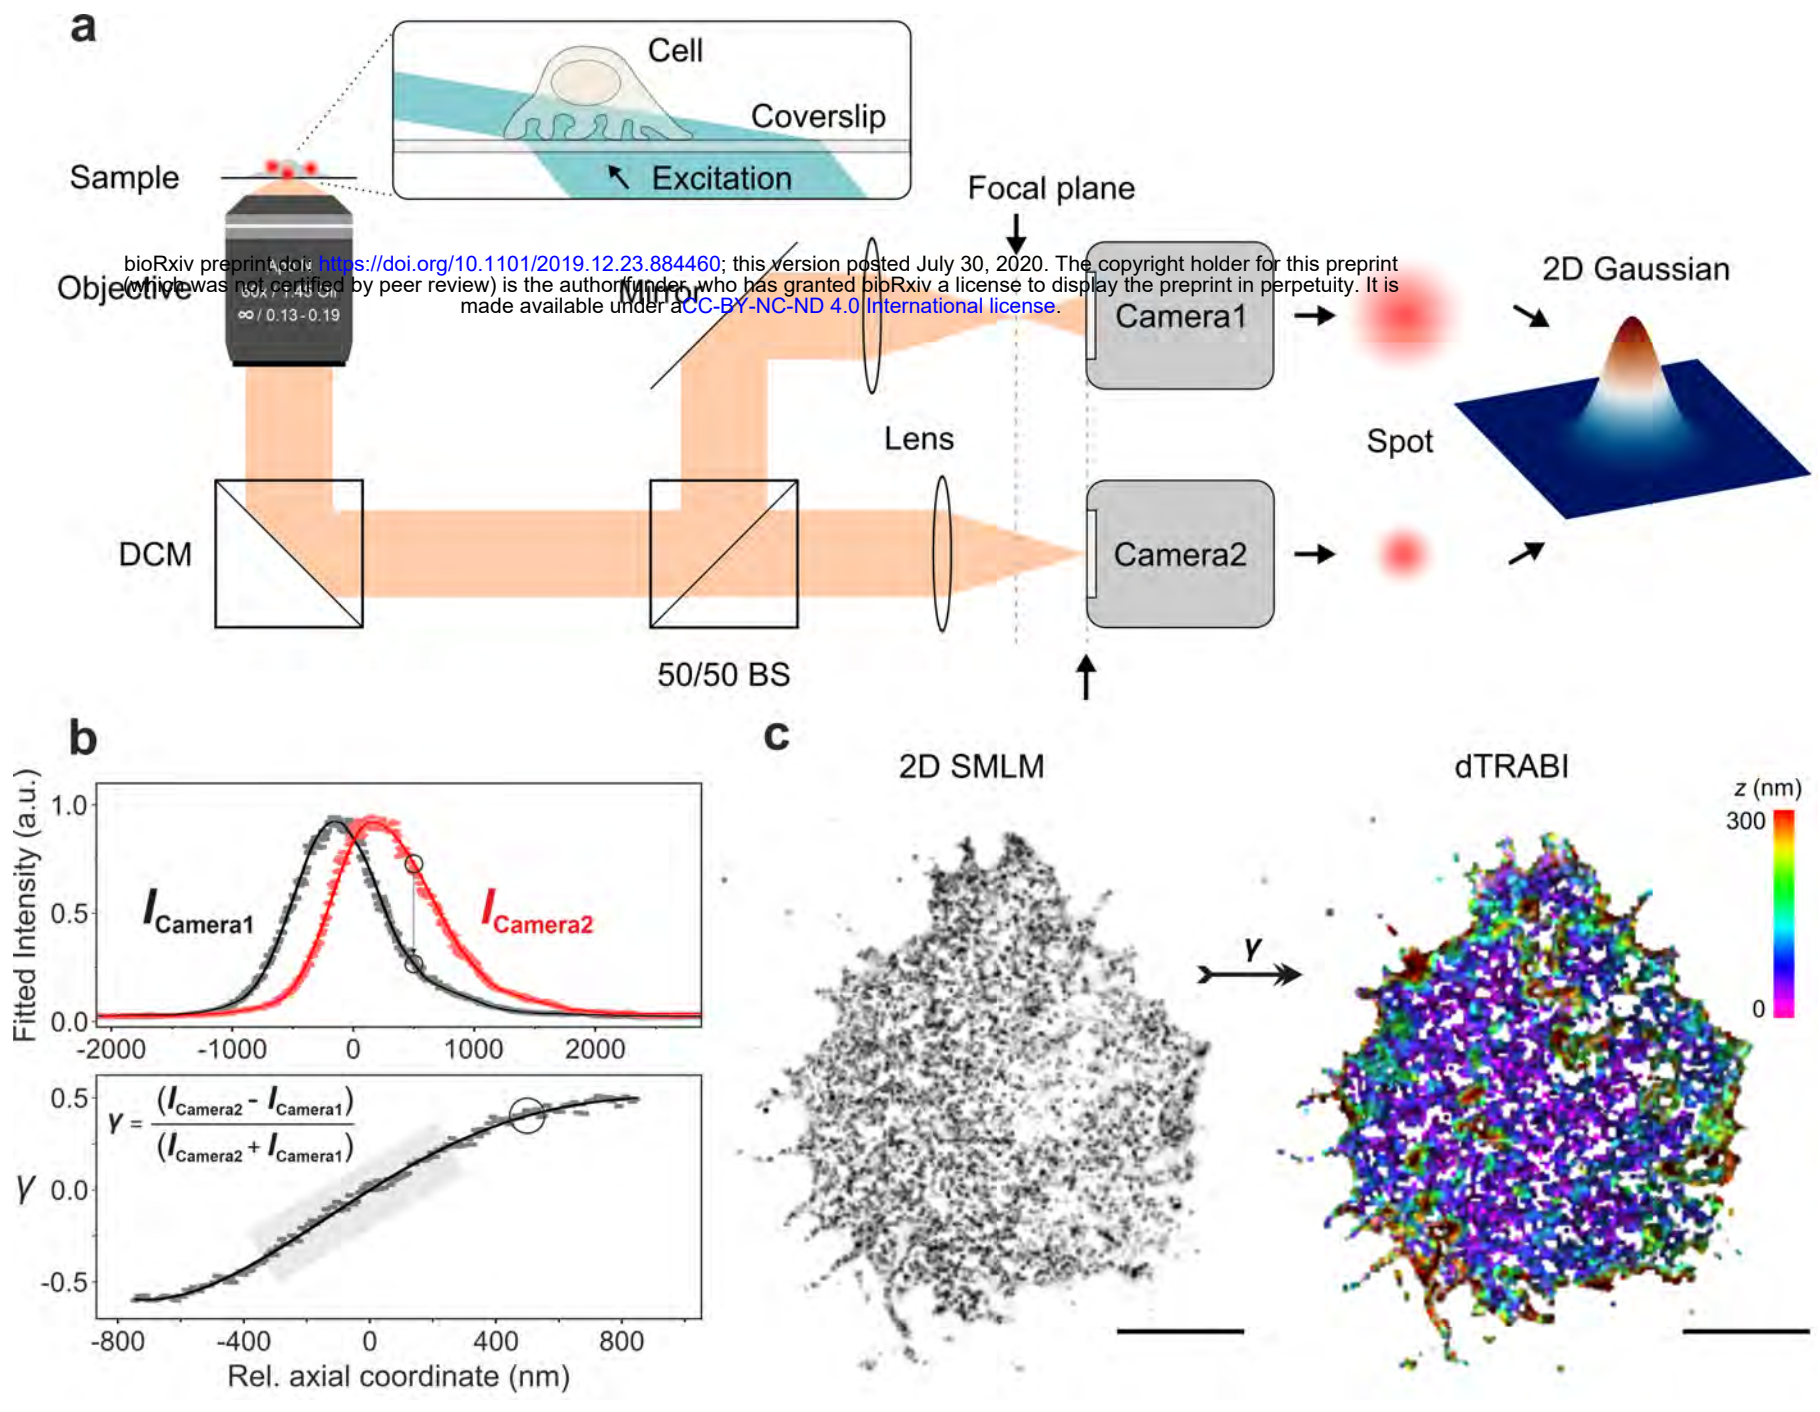 a
Cell
Coverslip
Excitation
Sample
Focal plane
bioRxiv preprint doi: https://doi.org/10.1101/2019.12.23.884460; this version posted July 30, 2020. The copyright holder for this preprint
(which was not certified by peer review) is the author/funder, who has granted bioRxiv a license to display the preprint in perpetuity. It is
made available under aCC-BY-NC-ND 4.0 International license.
Objective
∞ / 0.13 - 0.19
Mirror
Camera1
2D Gaussian
Lens
Spot
DCM
Camera2
50/50 BS
b
Fitted Intensity (a.u.)
1.0
0.5
0.0
I Camera1
I Camera2
-2000 -1000 0 1000 2000
γ = (I Camera2 - I Camera1)
(I Camera2 + I Camera1)
γ
0.5
0.0
-0.5
-800 -400 0 400 800
Rel. axial coordinate (nm)
c
2D SMLM
γ
dTRABI
z (nm)
300
0